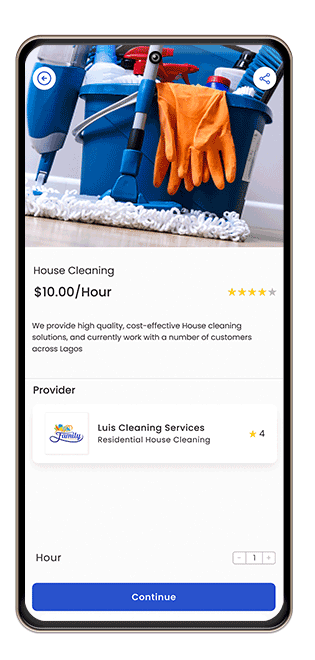 House Cleaning
$10.00/Hour
We provide high quality, cost-effective House cleaning
solutions, and currently work with a number of customers
across Lagos
Provider
Family
Luis Cleaning Services
Residential House Cleaning
4
Hour
- 1 +
Continue